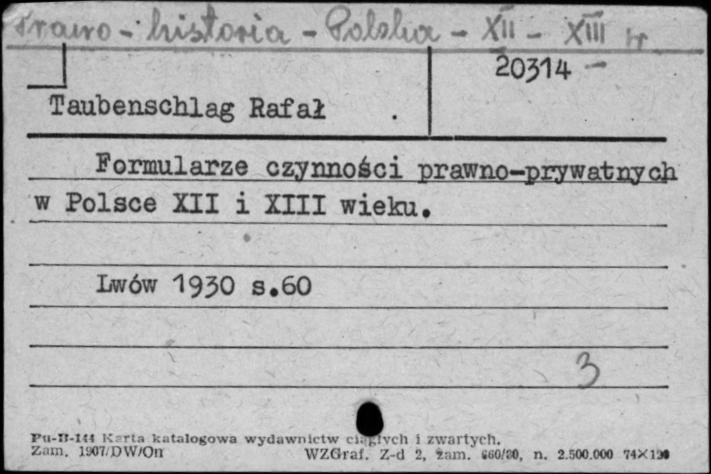 Prawo - historia - Polska - XII - XIII w.
20314 -
Taubenschlag Rafał .
Formularze czynności prawno-prywatnych
w Polsce XII i XIII wieku.
Lwów 1930 s.60
3
Pu-II-144 Karta katalogowa wydawnictw ciągłych i zwartych.
Zam. 1907/DW/On WZGraf. Z-d 2, zam. 660/80, n. 2.500.000 74×120